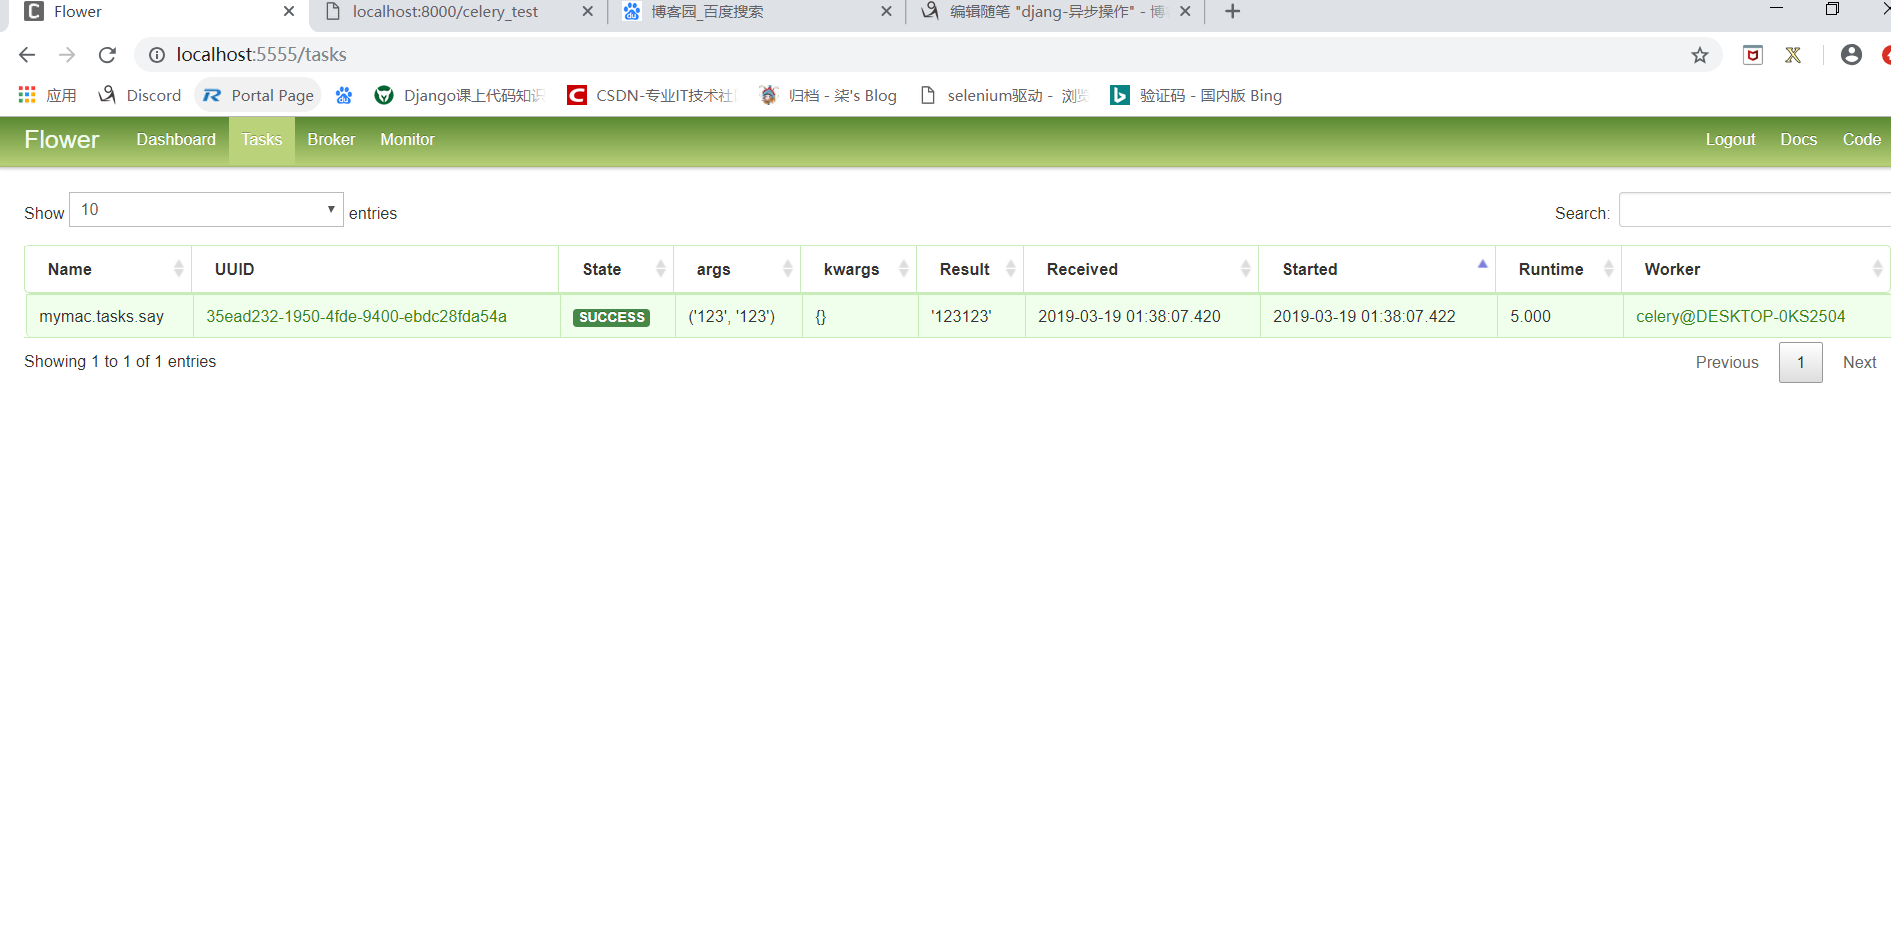 Flower
localhost:8000/celery_test
博客园_百度搜索
编辑随笔 "djang-异步操作" - 博
localhost:5555/tasks
应用 Discord Portal Page Django课上代码知识 CSDN-专业IT技术社 归档 - 柒's Blog selenium驱动 - 浏览 验证码 - 国内版 Bing
Flower Dashboard Tasks Broker Monitor Logout Docs Code
Show 10 entries Search:
Name UUID State args kwargs Result Received Started Runtime Worker
mymac.tasks.say 35ead232-1950-4fde-9400-ebdc28fda54a SUCCESS ('123', '123') {} '123123' 2019-03-19 01:38:07.420 2019-03-19 01:38:07.422 5.000 celery@DESKTOP-0KS2504
Showing 1 to 1 of 1 entries Previous 1 Next